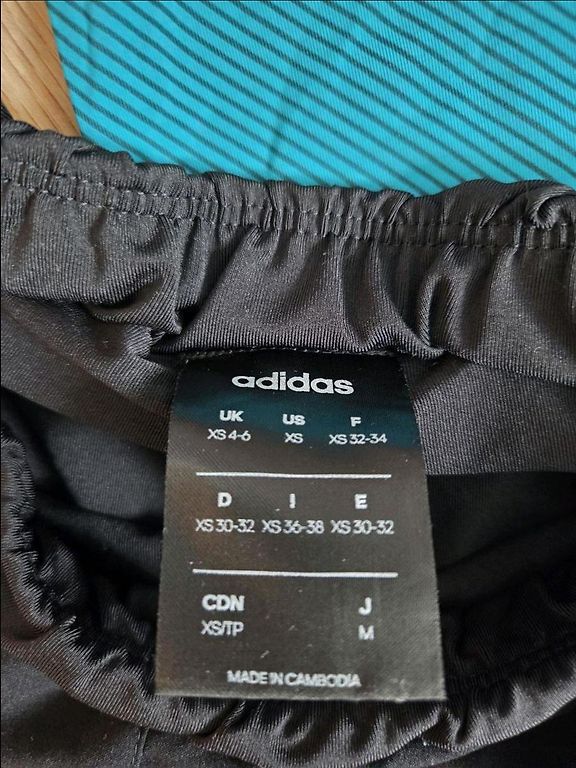 adidas
UK US F
XS 4-6 XS XS 32-34
D I E
XS 30-32 XS 36-38 XS 30-32
CDN J
XS/TP M
MADE IN CAMBODIA